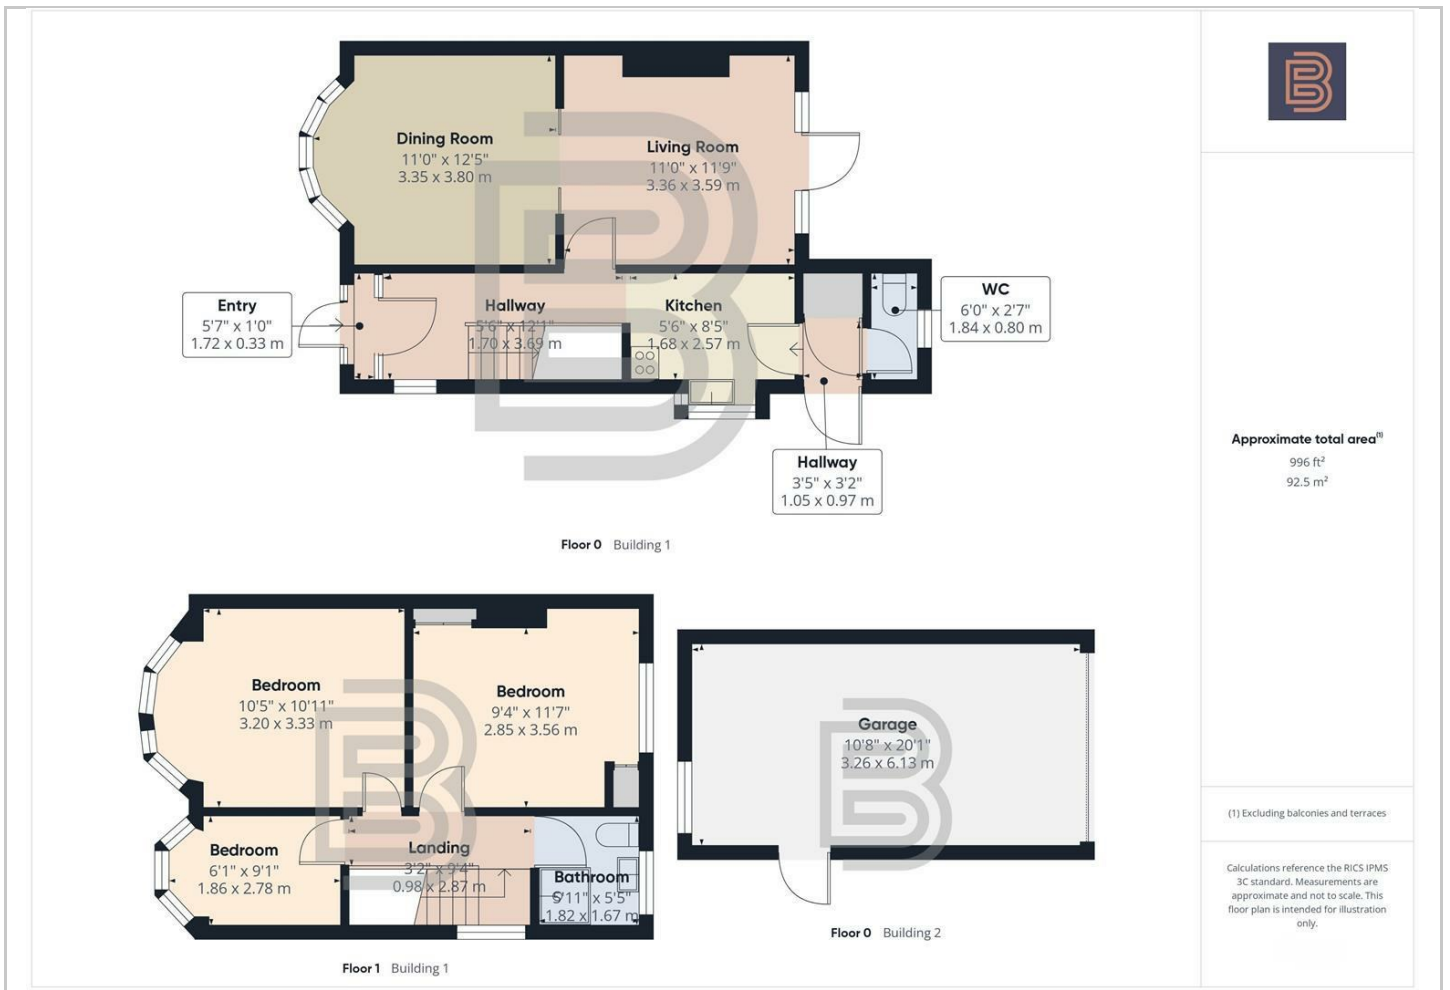 Dining Room
11'0" x 12'5"
3.35 x 3.80 m
Living Room
11'0" x 11'9"
3.36 x 3.59 m
Entry
5'7" x 1'0"
1.72 x 0.33 m
Hallway
5'6" x 12'1"
1.70 x 3.69 m
Kitchen
5'6" x 8'5"
1.68 x 2.57 m
WC
6'0" x 2'7"
1.84 x 0.80 m
Hallway
3'5" x 3'2"
1.05 x 0.97 m
Floor 0 Building 1
Bedroom
10'5" x 10'11"
3.20 x 3.33 m
Bedroom
9'4" x 11'7"
2.85 x 3.56 m
Bedroom
6'1" x 9'1"
1.86 x 2.78 m
Landing
3'2" x 9'4"
0.98 x 2.87 m
Bathroom
5'11" x 5'5"
1.82 x 1.67 m
Floor 1 Building 1
Garage
10'8" x 20'1"
3.26 x 6.13 m
Floor 0 Building 2
Approximate total area(1)
996 ft²
92.5 m²
(1) Excluding balconies and terraces
Calculations reference the RICS IPMS
3C standard. Measurements are
approximate and not to scale. This
floor plan is intended for illustration
only.